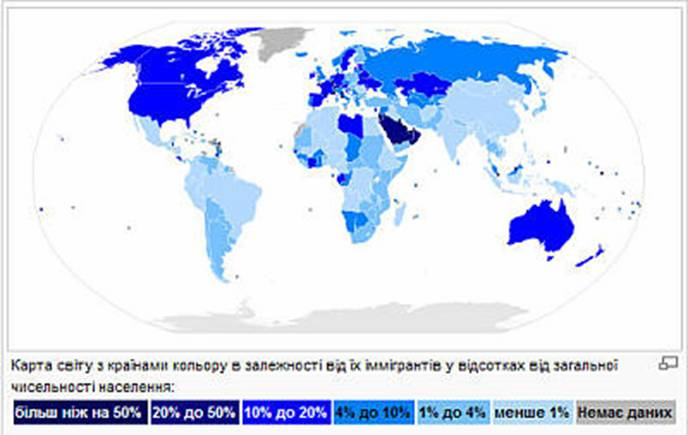 Карта світу з країнами кольору в залежності від їх іммігрантів у відсотках від загальної
чисельності населення:
більш ніж на 50% 20% до 50% 10% до 20% 4% до 10% 1% до 4% менше 1% Немає даних